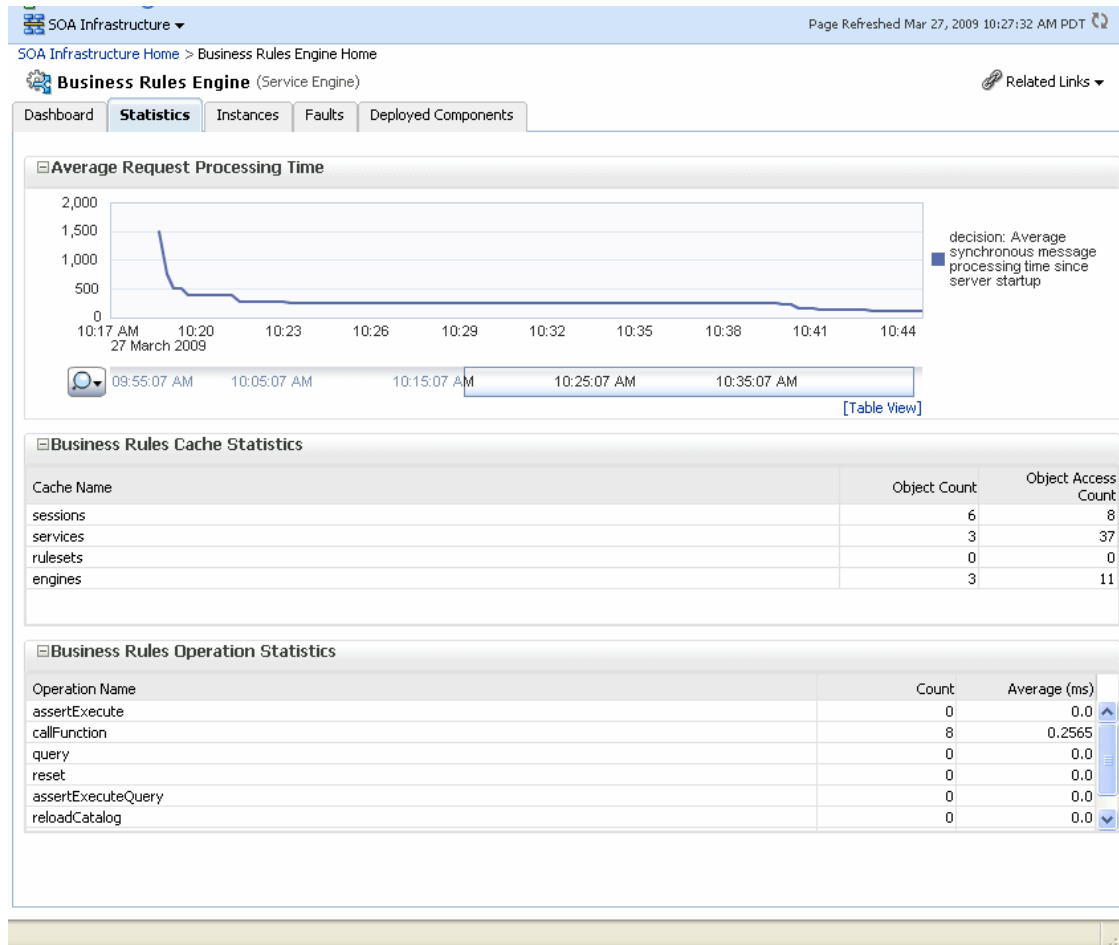 SOA Infrastructure
Page Refreshed Mar 27, 2009 10:27:32 AM PDT
SOA Infrastructure Home > Business Rules Engine Home
Business Rules Engine (Service Engine)
Related Links
Dashboard Statistics Instances Faults Deployed Components
Average Request Processing Time
2,000
1,500
1,000
500
0
decision: Average
synchronous message
processing time since
server startup
10:17 AM 10:20 10:23 10:26 10:29 10:32 10:35 10:38 10:41 10:44
27 March 2009
09:55:07 AM 10:05:07 AM 10:15:07 AM 10:25:07 AM 10:35:07 AM
[Table View]
Business Rules Cache Statistics
Cache Name Object Count Object Access
Count
sessions 6 8
services 3 37
rulesets 0 0
engines 3 11
Business Rules Operation Statistics
Operation Name Count Average (ms)
assertExecute 0 0.0
callFunction 8 0.2565
query 0 0.0
reset 0 0.0
assertExecuteQuery 0 0.0
reloadCatalog 0 0.0